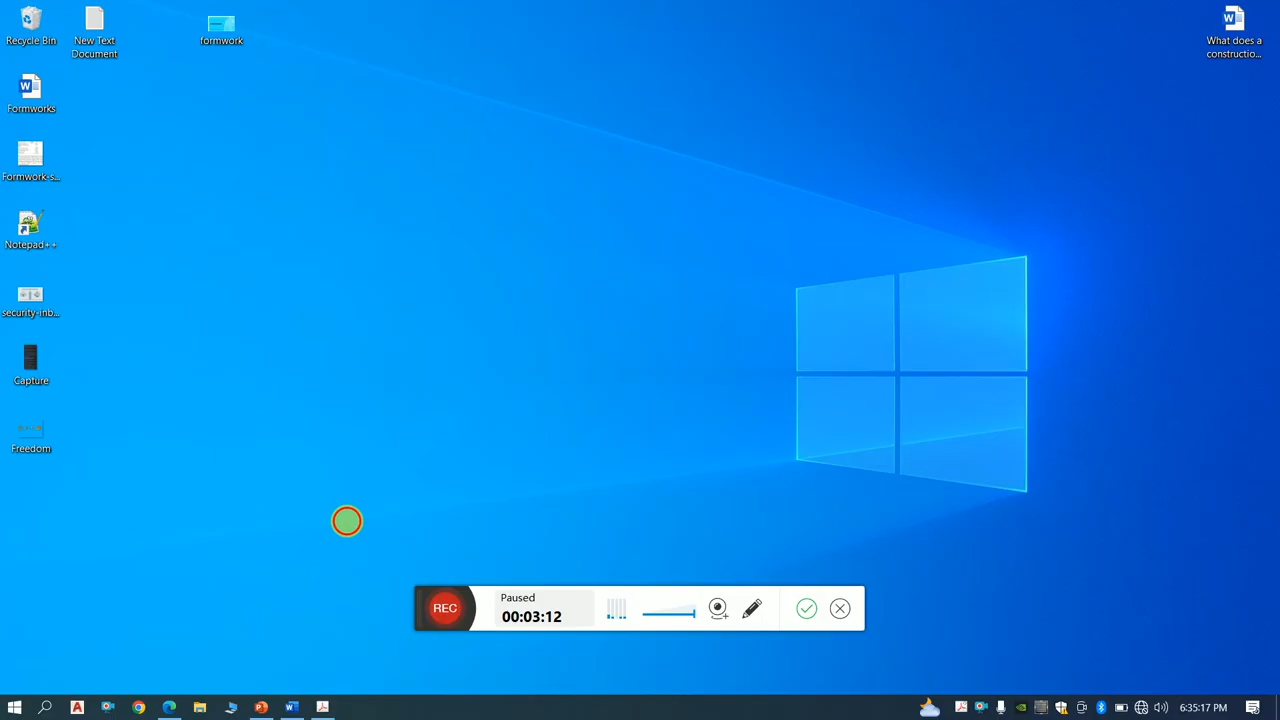 Recycle Bin
New Text
Document
formwork
What does a
constructio...
Formworks
Formwork-s...
Notepad++
security-inb...
Capture
Freedom
REC
Paused
00:03:12
6:35:17 PM